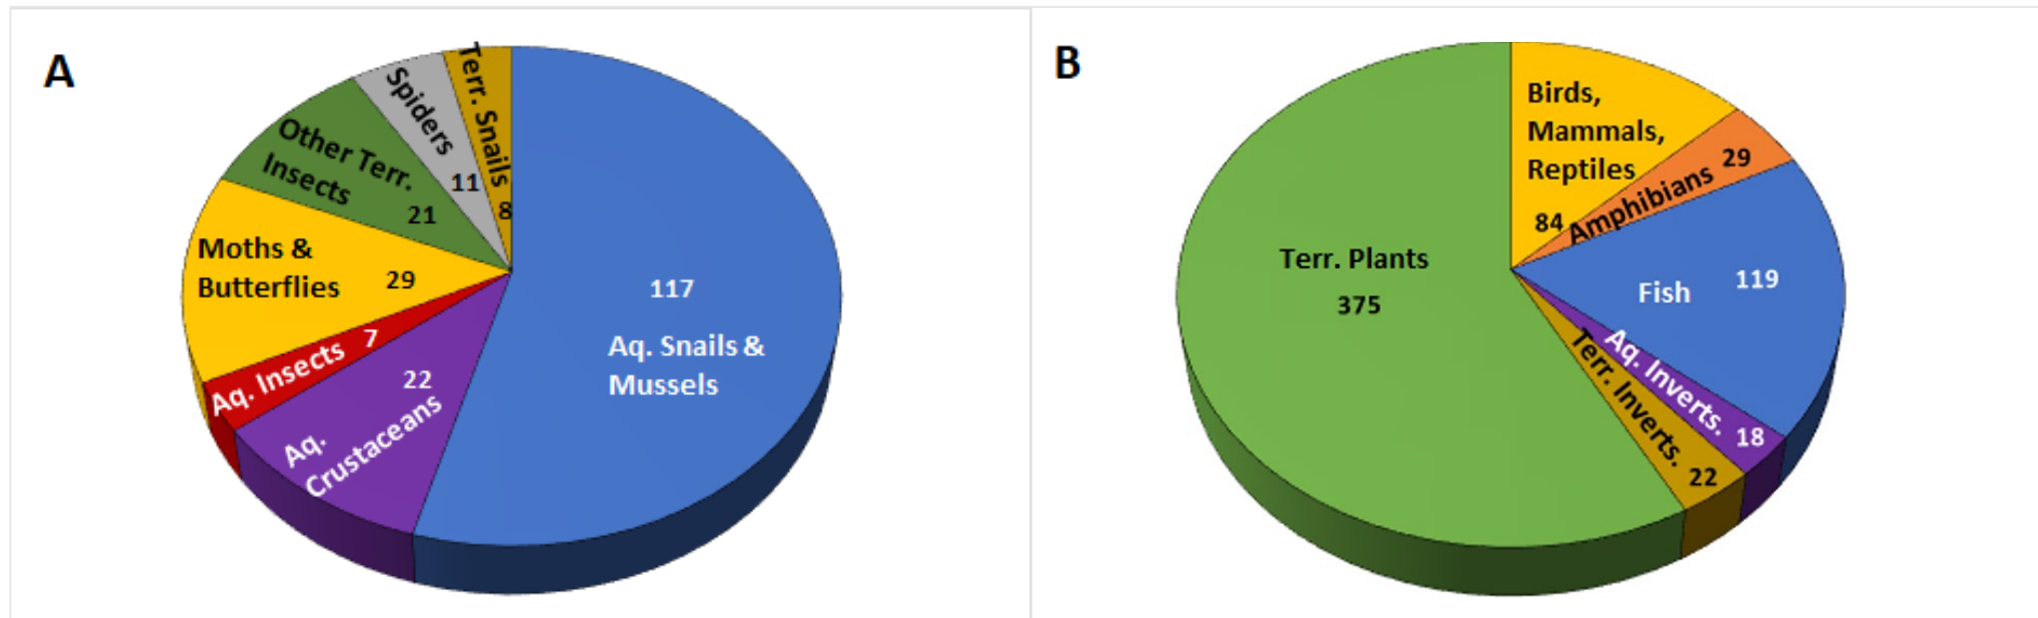 A
Terr. Snails
8
Spiders
11
Other Terr.
Insects
21
Moths &
Butterflies
29
Aq. Insects
7
Aq.
Crustaceans
22
117
Aq. Snails &
Mussels
B
Birds,
Mammals,
Reptiles
84
Amphibians
29
Fish
119
Aq. Inverts.
18
Terr. Inverts.
22
Terr. Plants
375